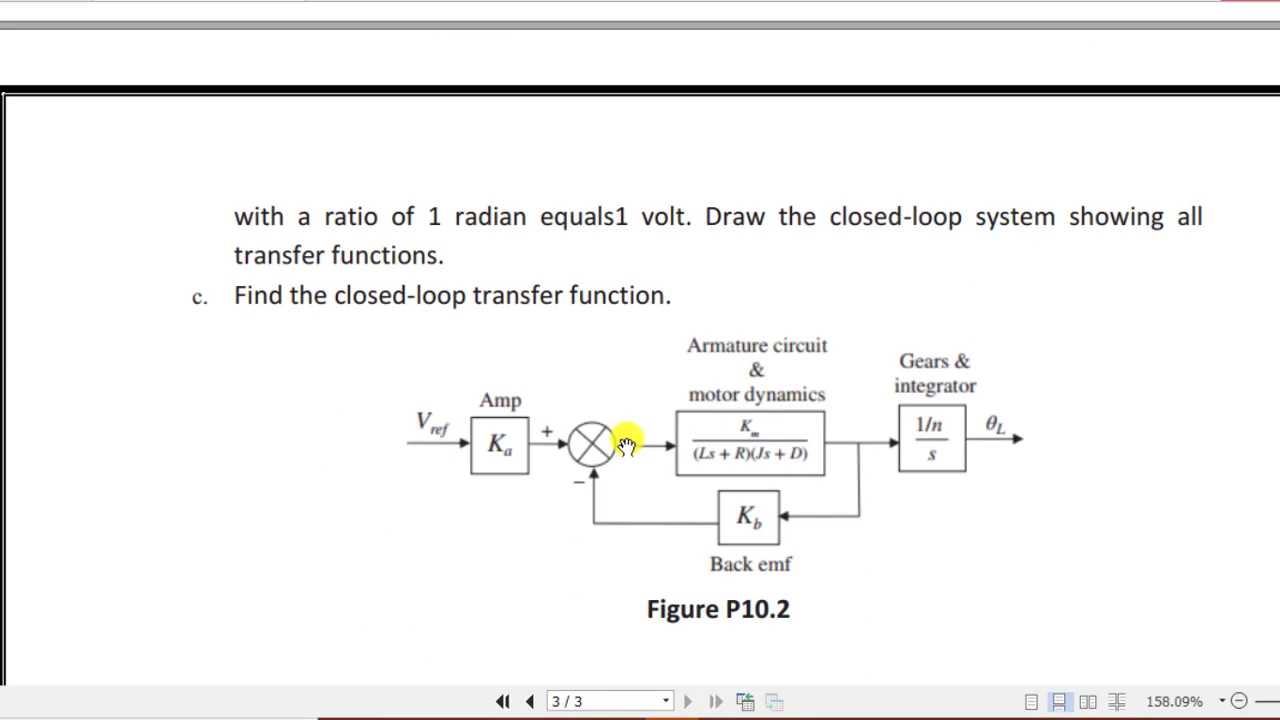 with a ratio of 1 radian equals1 volt. Draw the closed-loop system showing all
transfer functions.
c. Find the closed-loop transfer function.
Armature circuit
&
motor dynamics
Gears &
integrator
Amp
V_ref
K_a
+
−
K_m
(Ls + R)(Js + D)
1/n
s
θ_L
K_b
Back emf
Figure P10.2
3 / 3
158.09%